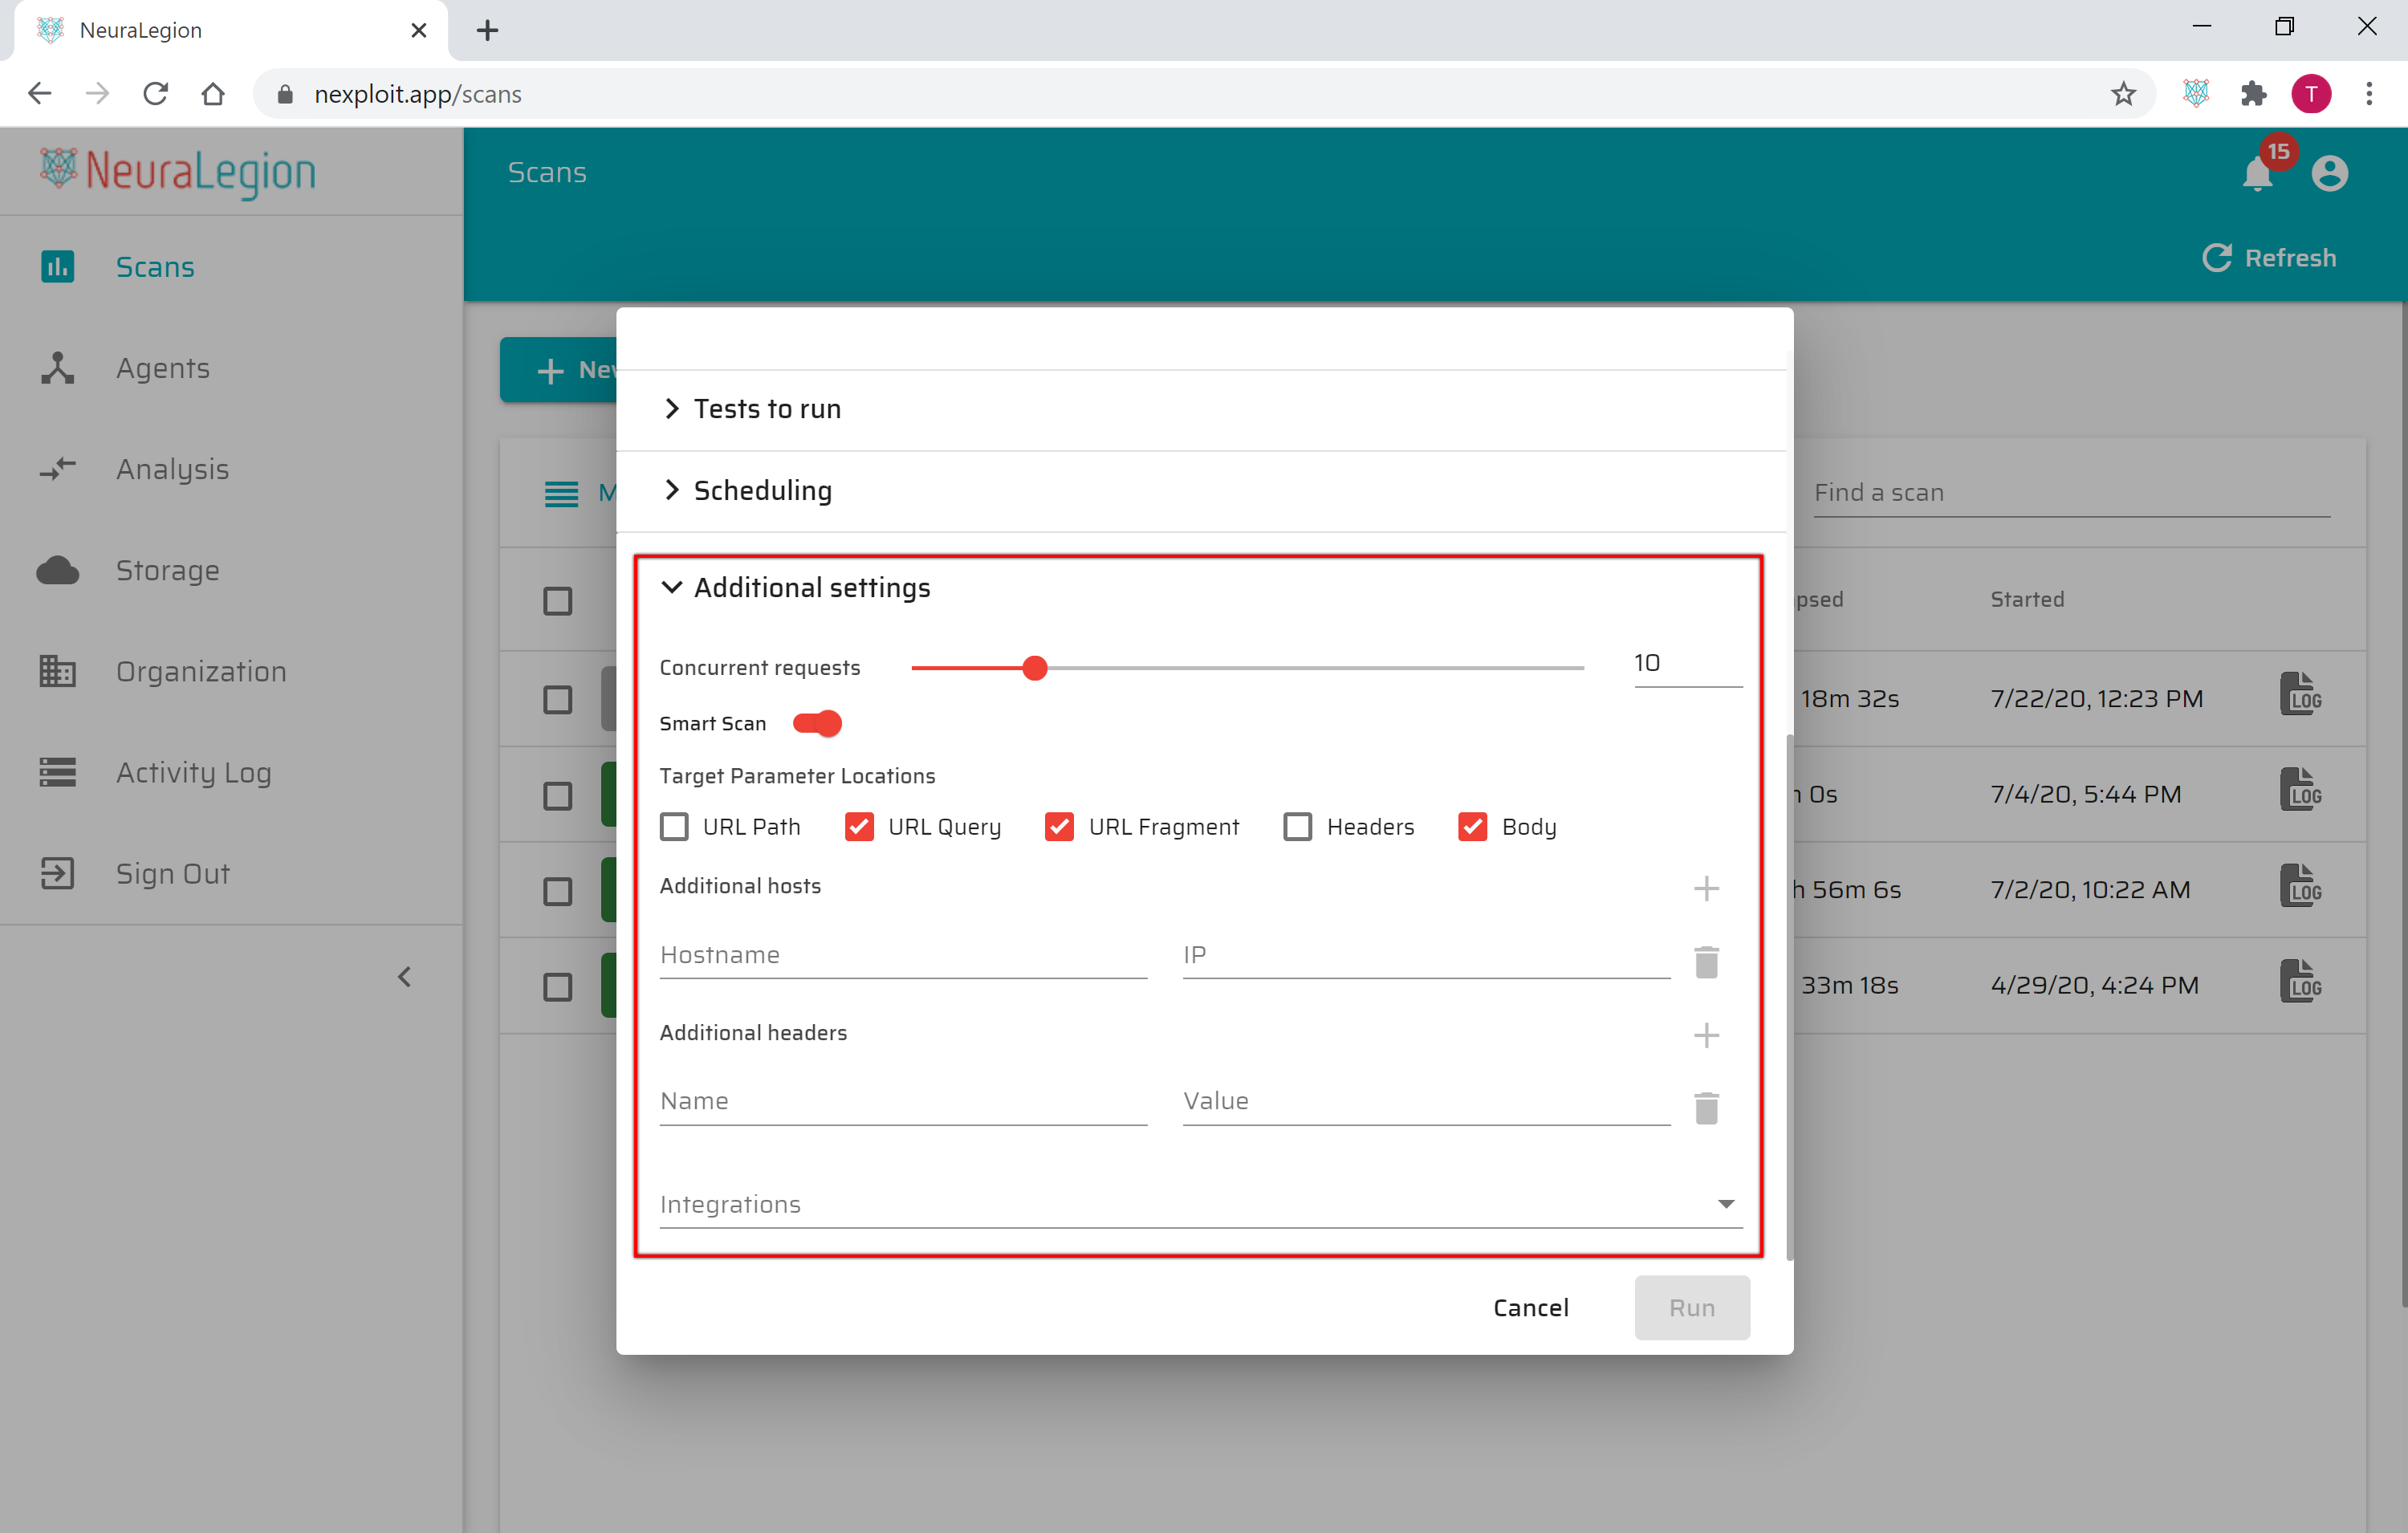 NeuraLegion
nexploit.app/scans
T
NeuraLegion
Scans
15
Refresh
Scans
Agents
Analysis
Storage
Organization
Activity Log
Sign Out
Tests to run
Scheduling
Find a scan
Additional settings
Started
Concurrent requests 10
Smart Scan
Target Parameter Locations
URL Path URL Query URL Fragment Headers Body
Additional hosts
Hostname IP
Additional headers
Name Value
Integrations
Cancel Run
18m 32s 7/22/20, 12:23 PM LOG
0s 7/4/20, 5:44 PM LOG
56m 6s 7/2/20, 10:22 AM LOG
33m 18s 4/29/20, 4:24 PM LOG